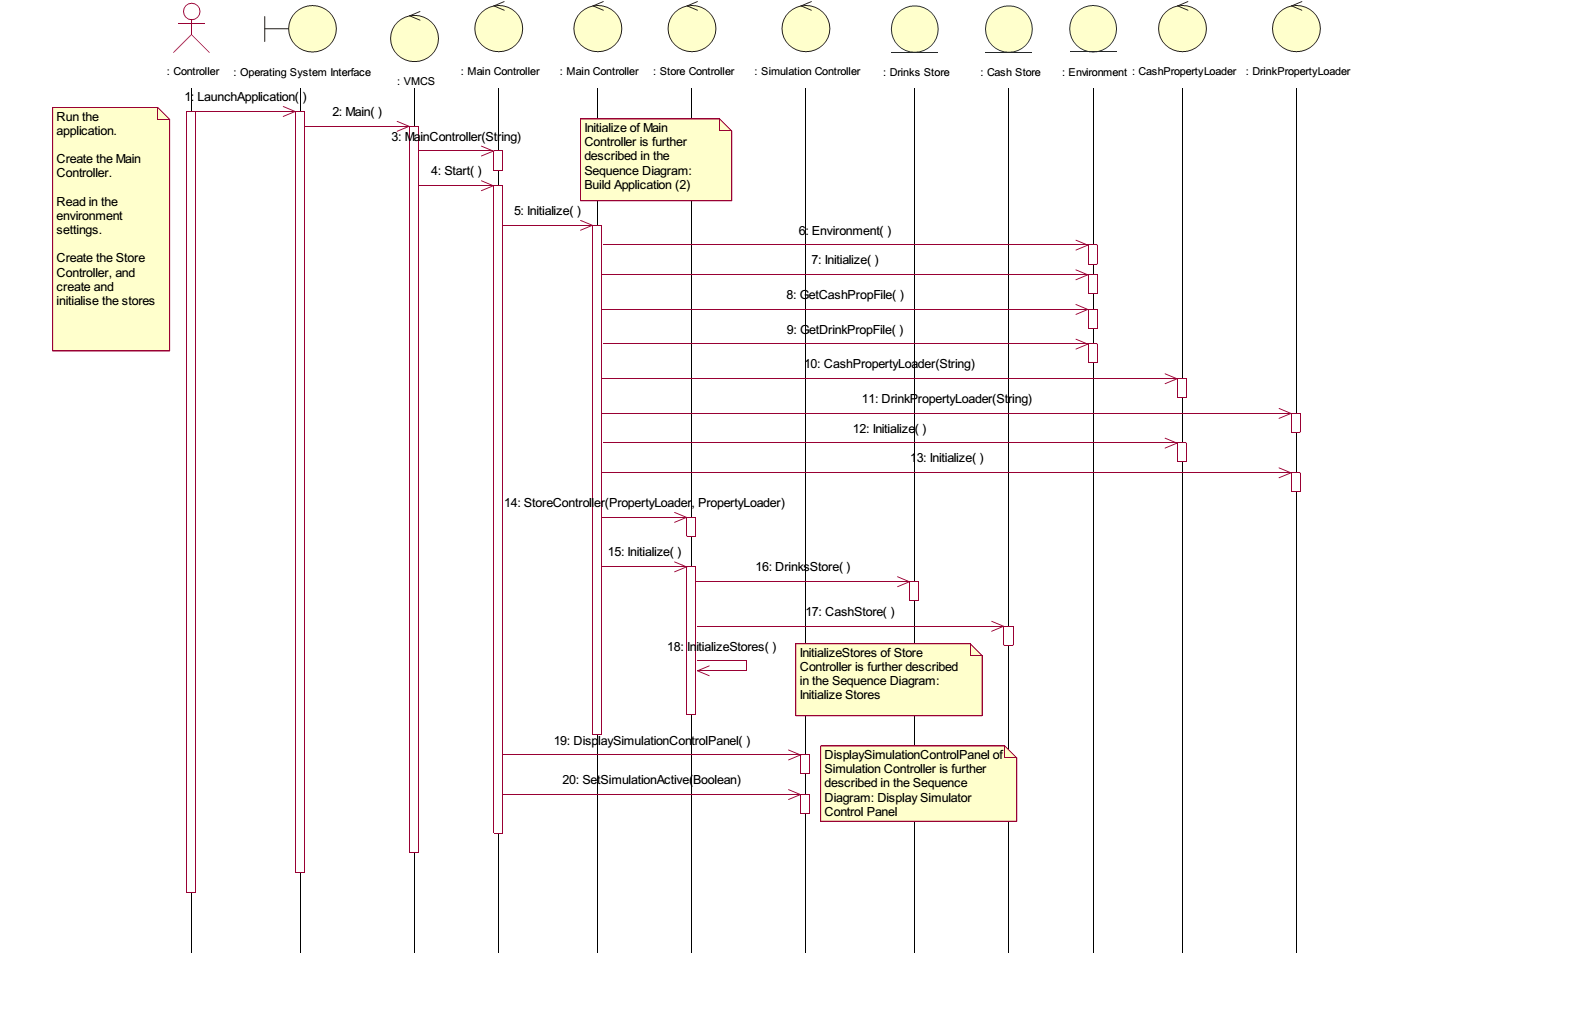 : Controller
: Operating System Interface
: VMCS
: Main Controller
: Main Controller
: Store Controller
: Simulation Controller
: Drinks Store
: Cash Store
: Environment
: CashPropertyLoader
: DrinkPropertyLoader
Run the
application.
Create the Main
Controller.
Read in the
environment
settings.
Create the Store
Controller, and
create and
initialise the stores
1: LaunchApplication( )
2: Main( )
3: MainController(String)
4: Start( )
Initialize of Main
Controller is further
described in the
Sequence Diagram:
Build Application (2)
5: Initialize( )
6: Environment( )
7: Initialize( )
8: GetCashPropFile( )
9: GetDrinkPropFile( )
10: CashPropertyLoader(String)
11: DrinkPropertyLoader(String)
12: Initialize( )
13: Initialize( )
14: StoreController(PropertyLoader, PropertyLoader)
15: Initialize( )
16: DrinksStore( )
17: CashStore( )
18: InitializeStores( )
InitializeStores of Store
Controller is further described
in the Sequence Diagram:
Initialize Stores
19: DisplaySimulationControlPanel( )
20: SetSimulationActive(Boolean)
DisplaySimulationControlPanel of
Simulation Controller is further
described in the Sequence
Diagram: Display Simulator
Control Panel